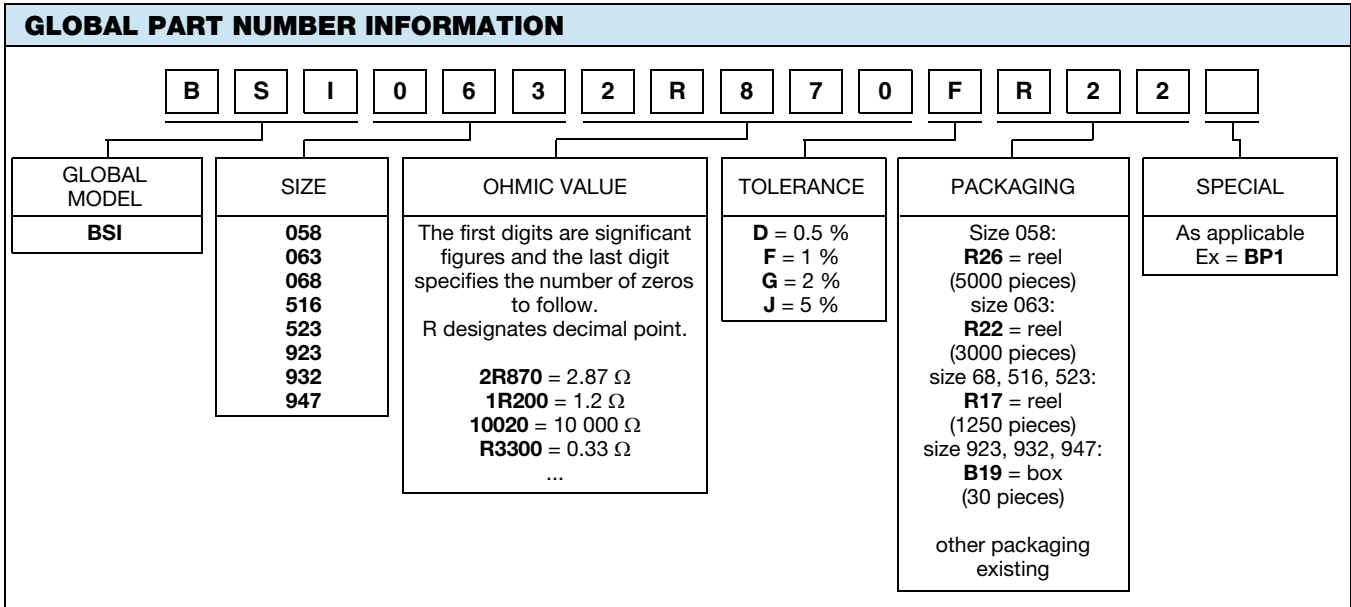 GLOBAL PART NUMBER INFORMATION
B S I 0 6 3 2 R 8 7 0 F R 2 2
GLOBAL
MODEL
BSI
SIZE
058
063
068
516
523
923
932
947
OHMIC VALUE
The first digits are significant
figures and the last digit
specifies the number of zeros
to follow.
R designates decimal point.
2R870 = 2.87 Ω
1R200 = 1.2 Ω
10020 = 10 000 Ω
R3300 = 0.33 Ω
...
TOLERANCE
D = 0.5 %
F = 1 %
G = 2 %
J = 5 %
PACKAGING
Size 058:
R26 = reel
(5000 pieces)
size 063:
R22 = reel
(3000 pieces)
size 68, 516, 523:
R17 = reel
(1250 pieces)
size 923, 932, 947:
B19 = box
(30 pieces)
other packaging
existing
SPECIAL
As applicable
Ex = BP1